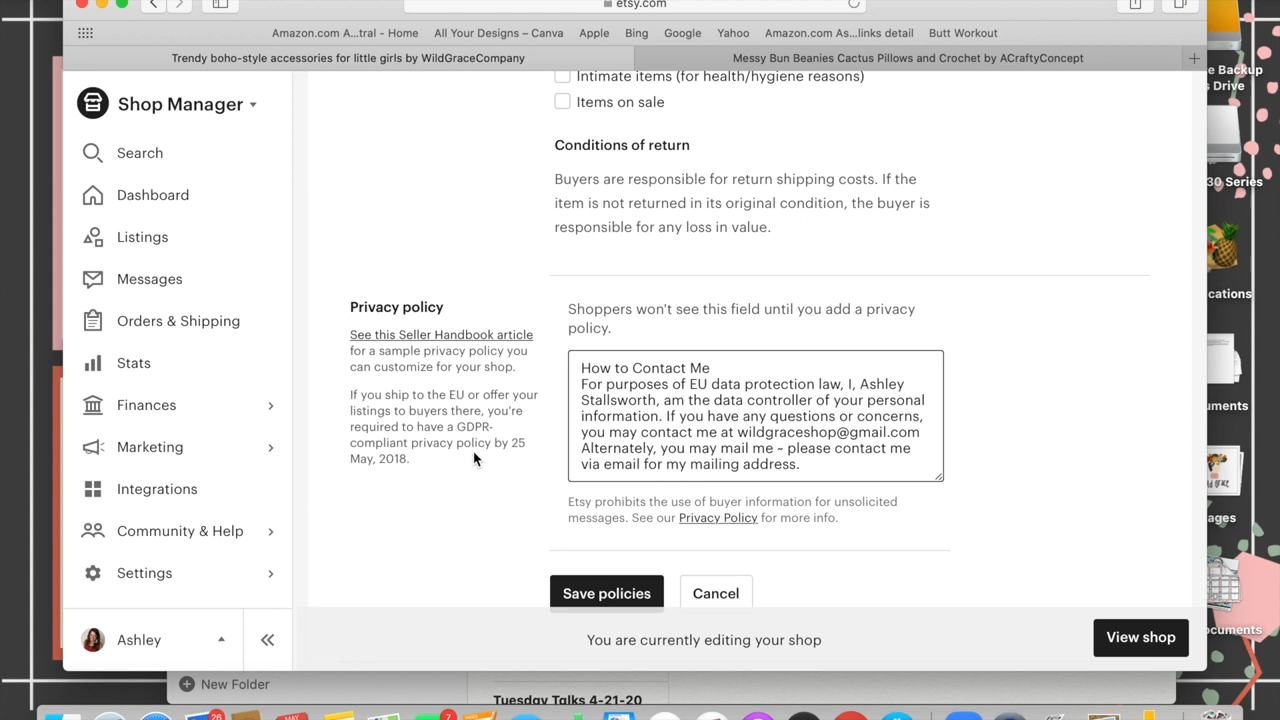 etsy.com
Amazon.com A...tral - Home All Your Designs – Canva Apple Bing Google Yahoo Amazon.com As...links detail Butt Workout
Trendy boho-style accessories for little girls by WildGraceCompany
Messy Bun Beanies Cactus Pillows and Crochet by ACraftyConcept
Shop Manager
Search
Dashboard
Listings
Messages
Orders & Shipping
Stats
Finances
Marketing
Integrations
Community & Help
Settings
Ashley
Intimate items (for health/hygiene reasons)
Items on sale
Conditions of return
Buyers are responsible for return shipping costs. If the
item is not returned in its original condition, the buyer is
responsible for any loss in value.
Privacy policy
See this Seller Handbook article
for a sample privacy policy you
can customize for your shop.
If you ship to the EU or offer your
listings to buyers there, you're
required to have a GDPR-
compliant privacy policy by 25
May, 2018.
Shoppers won't see this field until you add a privacy
policy.
How to Contact Me
For purposes of EU data protection law, I, Ashley
Stallsworth, am the data controller of your personal
information. If you have any questions or concerns,
you may contact me at wildgraceshop@gmail.com
Alternately, you may mail me ~ please contact me
via email for my mailing address.
Etsy prohibits the use of buyer information for unsolicited
messages. See our Privacy Policy for more info.
Save policies
Cancel
You are currently editing your shop
View shop
New Folder
Tuesday Talks 4-21-20
e Backup
s Drive
30 Series
cations
uments
ages
ocuments
26
MAY
7